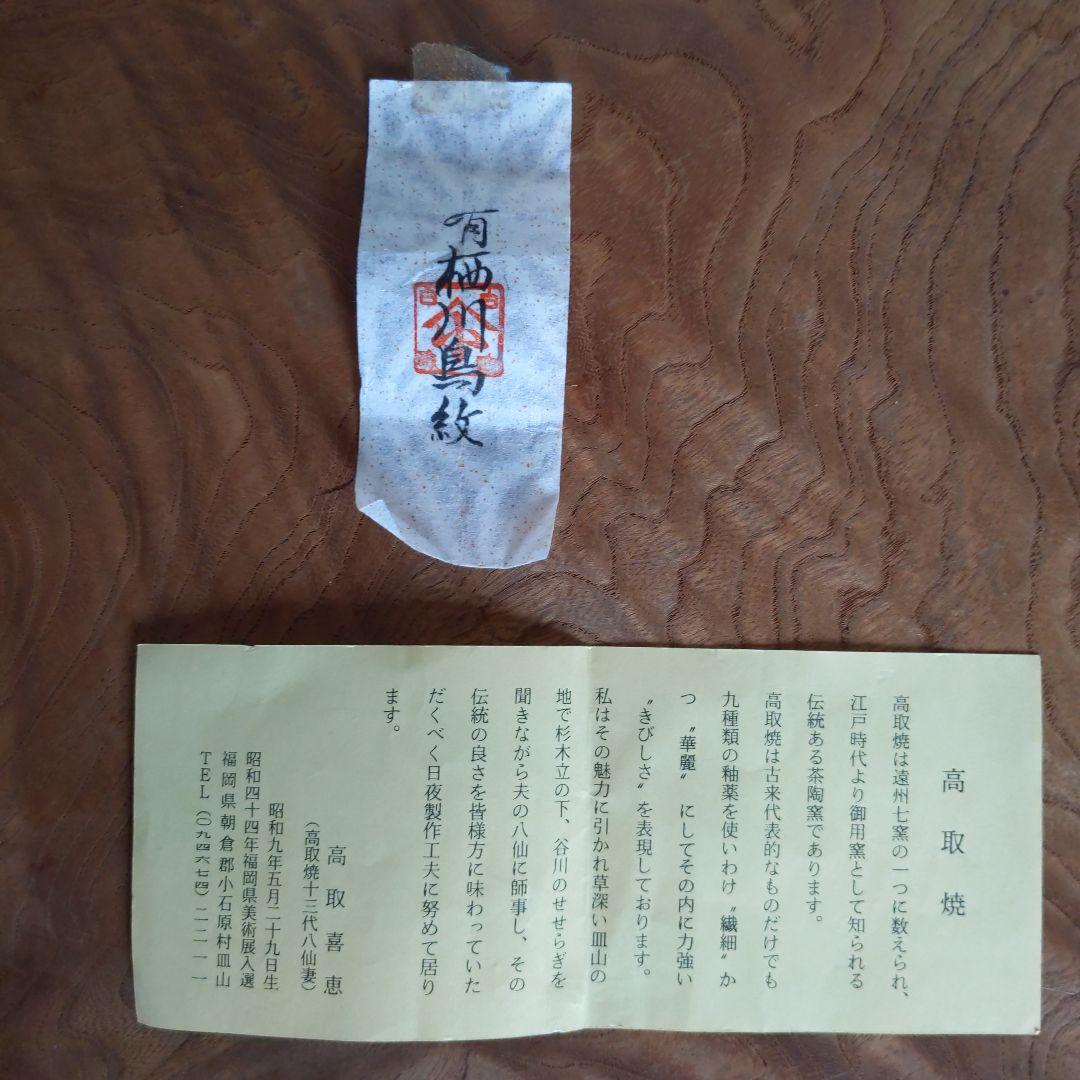 有栖川鳥紋
高取焼
高取焼は遠州七窯の一つに数えられ、
江戸時代より御用窯として知られる
伝統ある茶陶窯であります。
高取焼は古来代表的なものだけでも
九種類の釉薬を使いわけ〝繊細〟か
つ〝華麗〟にしてその内に力強い
〝きびしさ〟を表現しております。
私はその魅力に引かれ草深い皿山の
地で杉木立の下、谷川のせせらぎを
聞きながら夫の八仙に師事し、その
伝統の良さを皆様方に味わっていた
だくべく日夜製作工夫に努めて居り
ます。
高取喜恵
(高取焼十三代八仙妻)
昭和九年五月二十九日生
昭和四十四年福岡県美術展入選
福岡県朝倉郡小石原村皿山
TEL(〇九四六七四)二一一一